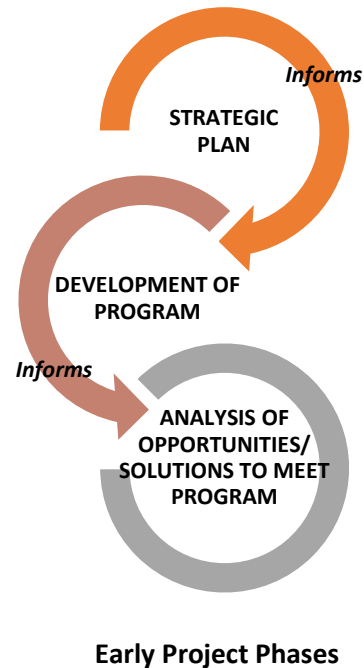 Informs
STRATEGIC
PLAN
DEVELOPMENT OF
PROGRAM
Informs
ANALYSIS OF
OPPORTUNITIES/
SOLUTIONS TO MEET
PROGRAM
Early Project Phases